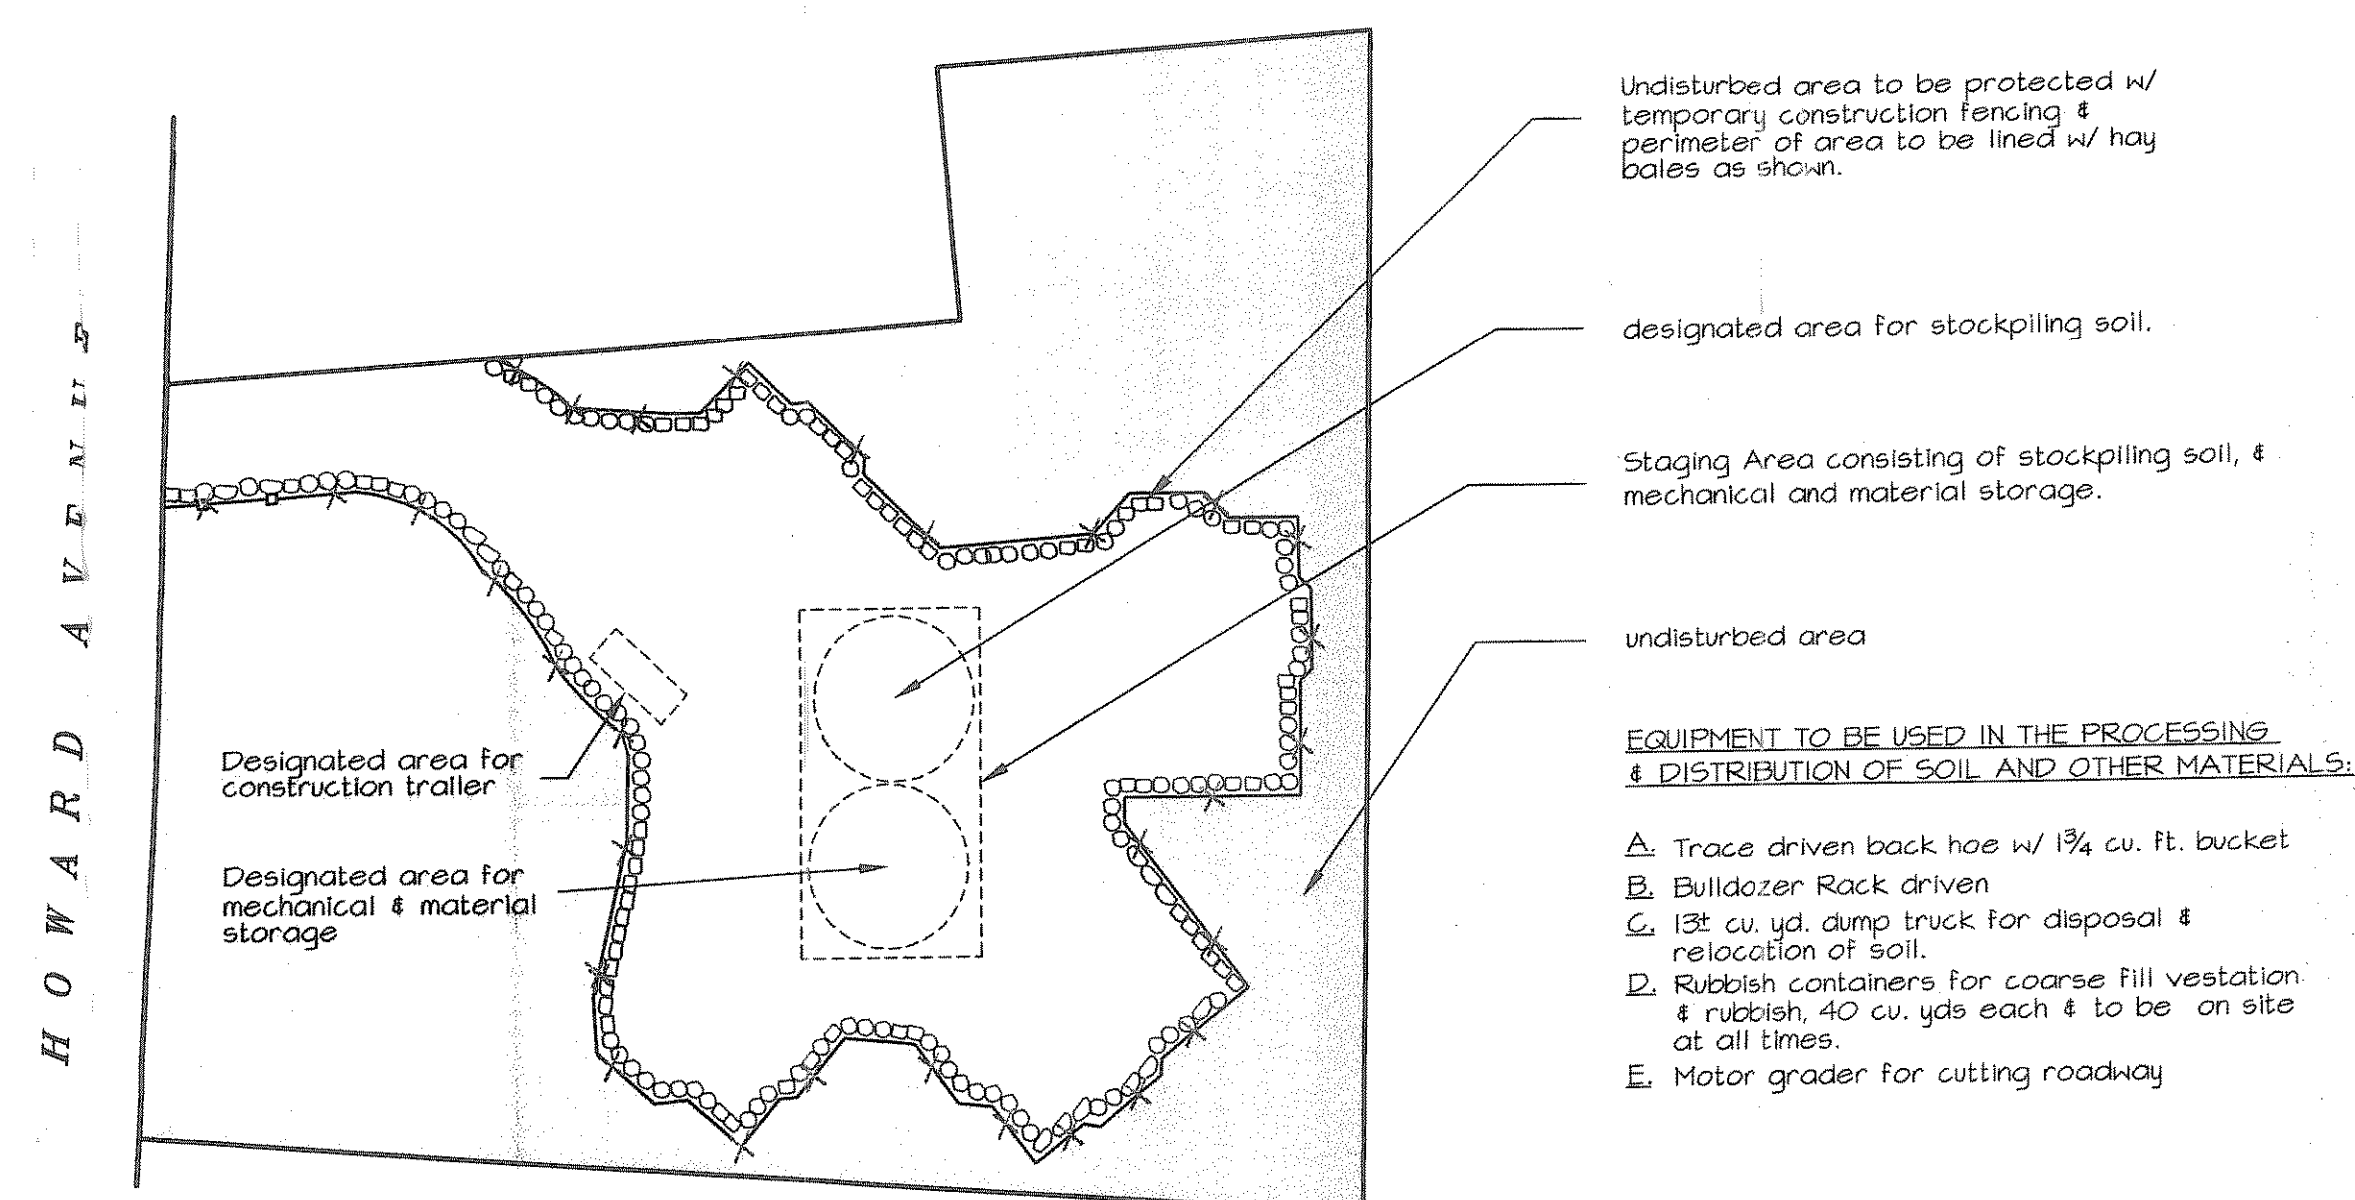 HOWARD AVENUE
Undisturbed area to be protected w/
temporary construction fencing &
perimeter of area to be lined w/ hay
bales as shown.
designated area for stockpiling soil.
Staging Area consisting of stockpiling soil, &
mechanical and material storage.
undisturbed area
Designated area for
construction trailer
Designated area for
mechanical & material
storage
EQUIPMENT TO BE USED IN THE PROCESSING
& DISTRIBUTION OF SOIL AND OTHER MATERIALS:
A. Trace driven back hoe w/ 1¾ cu. ft. bucket
B. Bulldozer Rack driven
C. 13± cu. yd. dump truck for disposal &
relocation of soil.
D. Rubbish containers for coarse fill vestation
& rubbish, 40 cu. yds each & to be on site
at all times.
E. Motor grader for cutting roadway